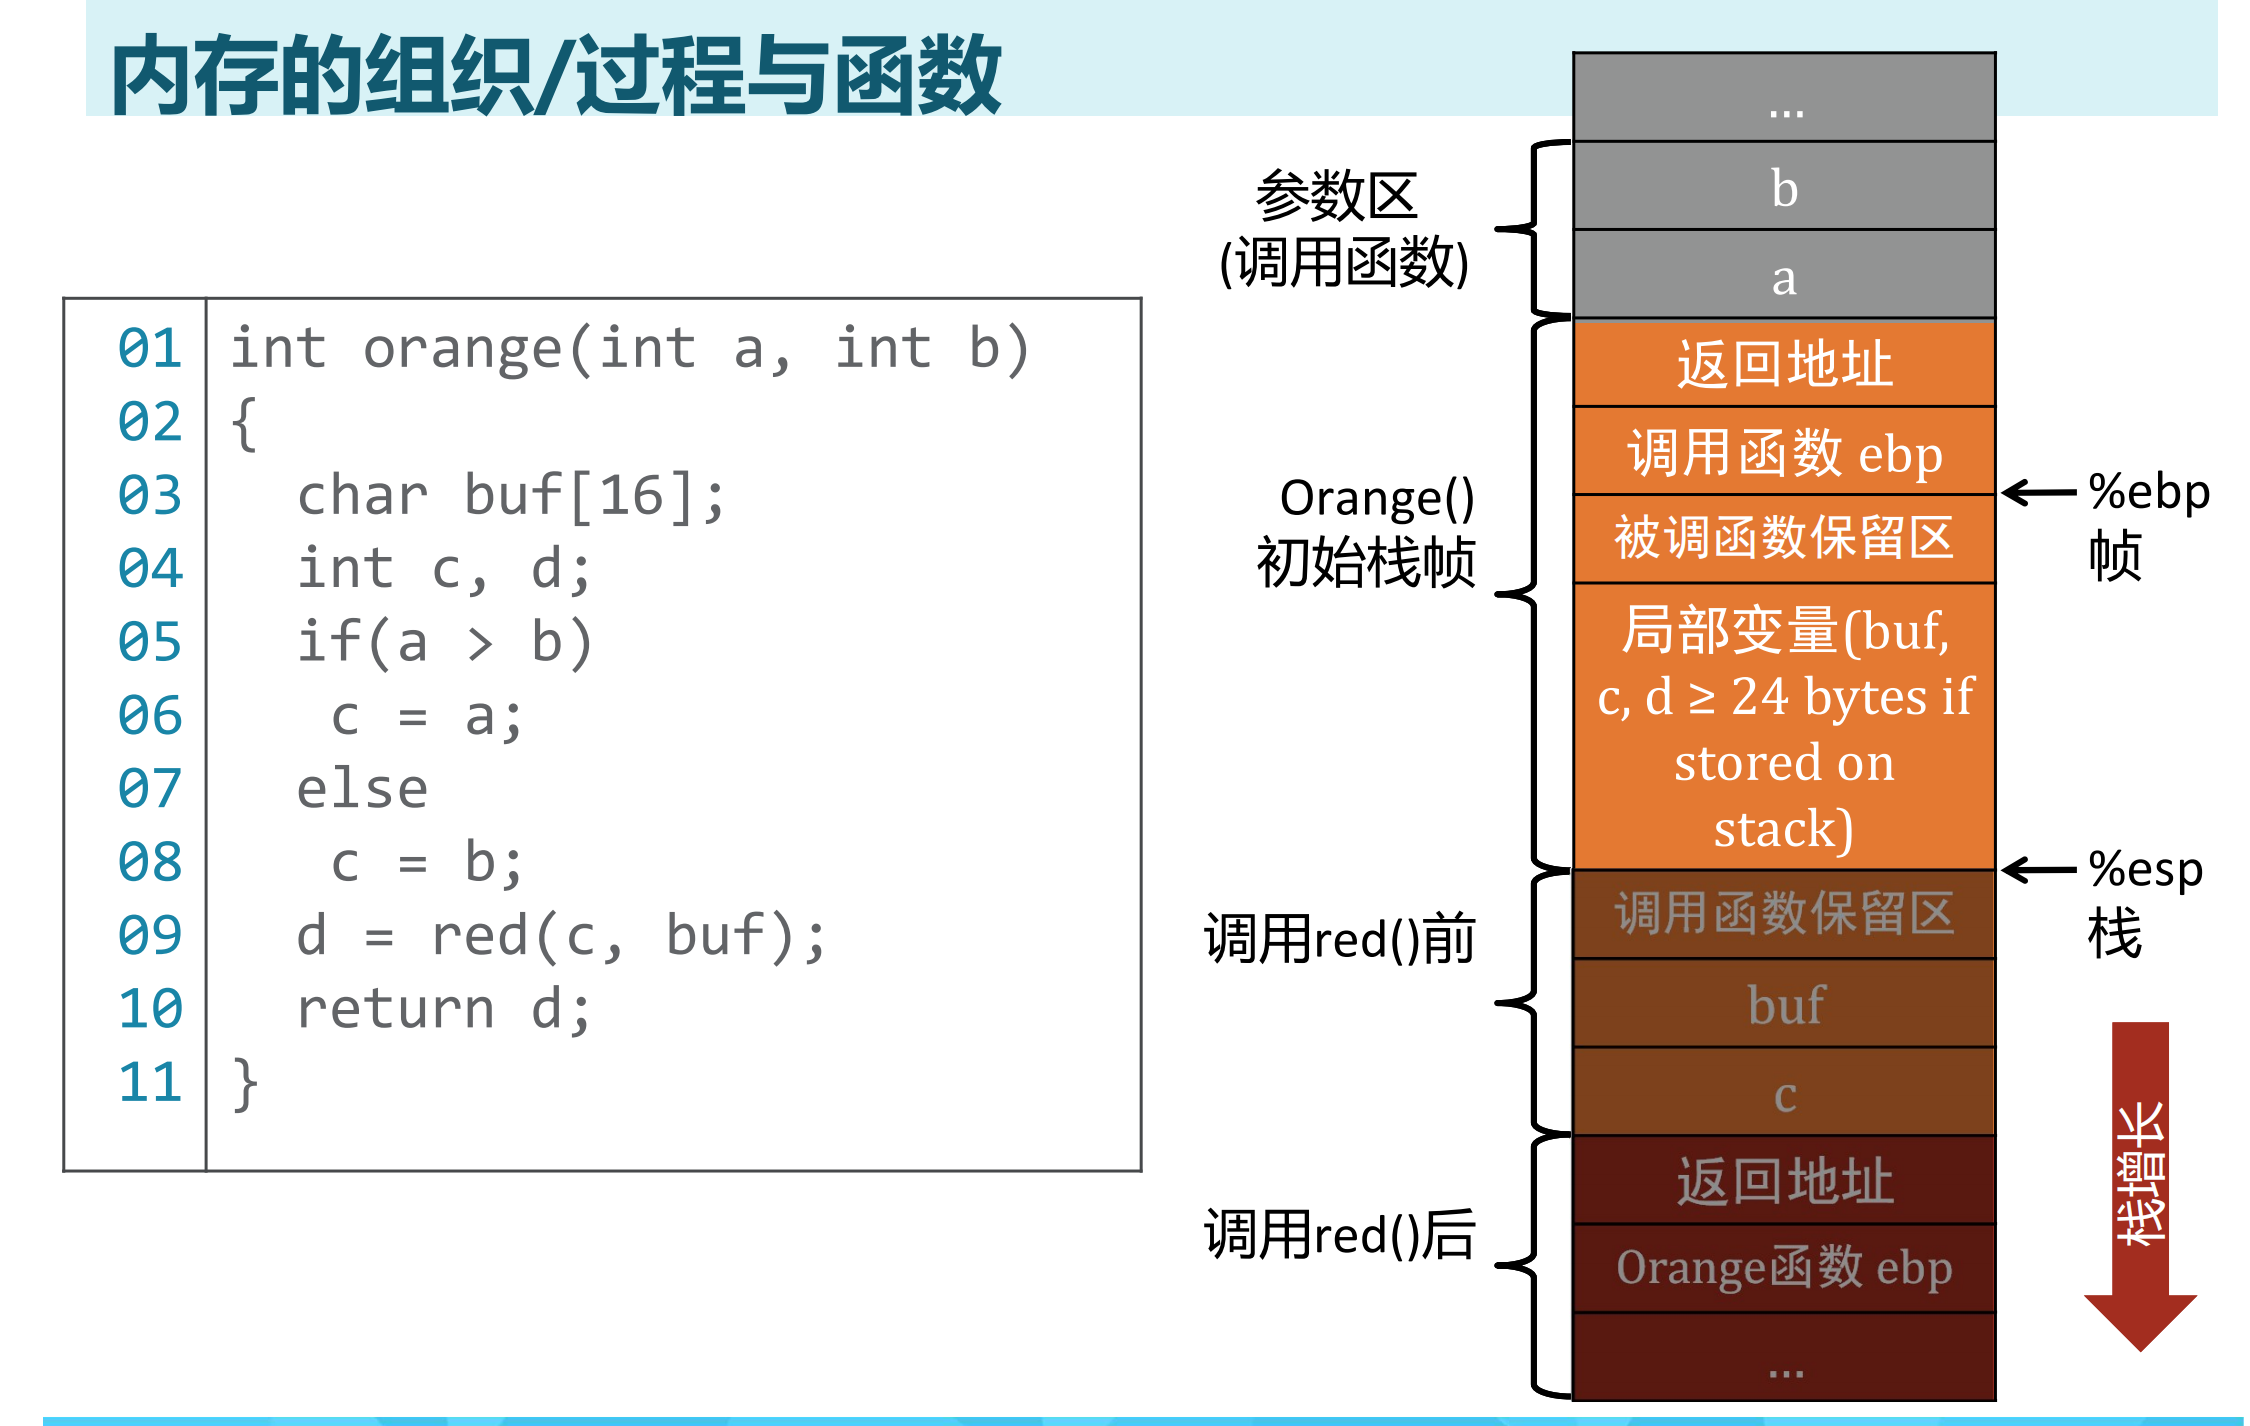 内存的组织/过程与函数
01 int orange(int a, int b)
02 {
03 char buf[16];
04 int c, d;
05 if(a > b)
06 c = a;
07 else
08 c = b;
09 d = red(c, buf);
10 return d;
11 }
参数区
(调用函数)
Orange()
初始栈帧
调用red()前
调用red()后
...
b
a
返回地址
调用函数 ebp
被调函数保留区
局部变量(buf,
c, d ≥ 24 bytes if
stored on
stack)
调用函数保留区
buf
c
返回地址
Orange函数 ebp
...
%ebp
帧
%esp
栈
栈增长